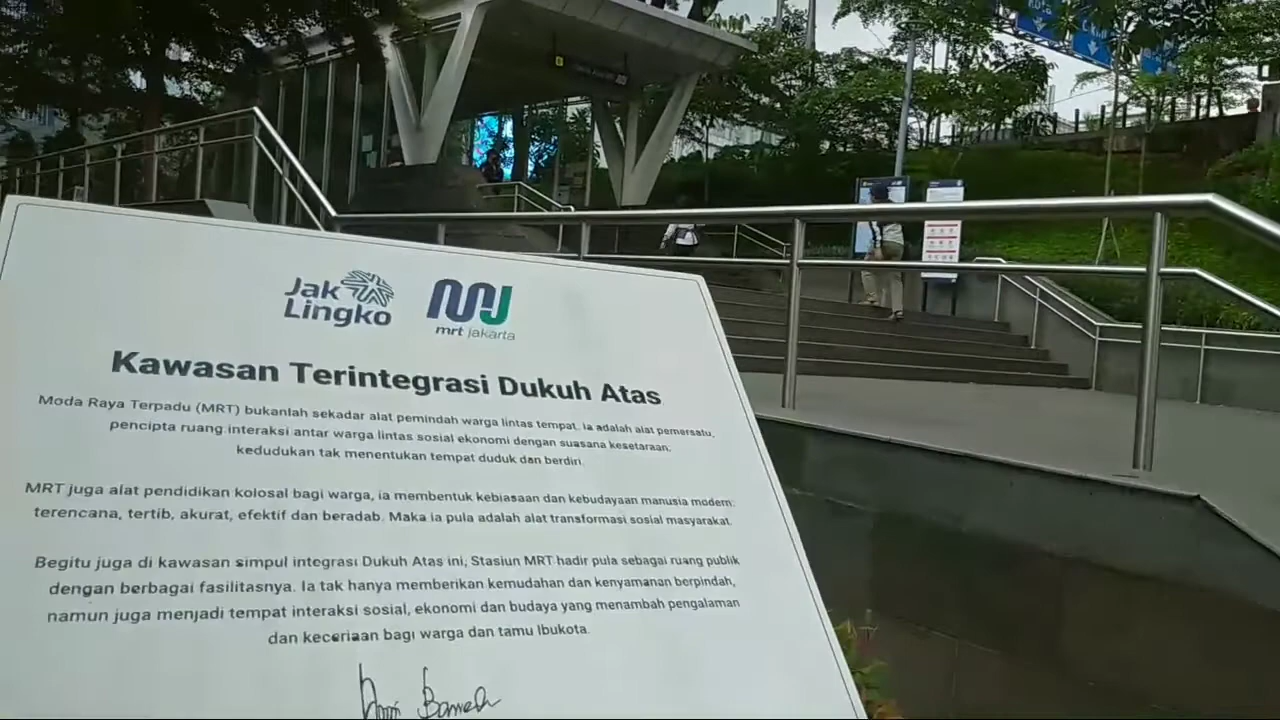 Jak
Lingko
mrt jakarta
Kawasan Terintegrasi Dukuh Atas
Moda Raya Terpadu (MRT) bukanlah sekadar alat pemindah warga lintas tempat, ia adalah alat pemersatu,
pencipta ruang interaksi antar warga lintas sosial ekonomi dengan suasana kesetaraan;
kedudukan tak menentukan tempat duduk dan berdiri.
MRT juga alat pendidikan kolosal bagi warga, ia membentuk kebiasaan dan kebudayaan manusia modern:
terencana, tertib, akurat, efektif dan beradab. Maka ia pula adalah alat transformasi sosial masyarakat.
Begitu juga di kawasan simpul integrasi Dukuh Atas ini, Stasiun MRT hadir pula sebagai ruang publik
dengan berbagai fasilitasnya. Ia tak hanya memberikan kemudahan dan kenyamanan berpindah,
namun juga menjadi tempat interaksi sosial, ekonomi dan budaya yang menambah pengalaman
dan keceriaan bagi warga dan tamu Ibukota.